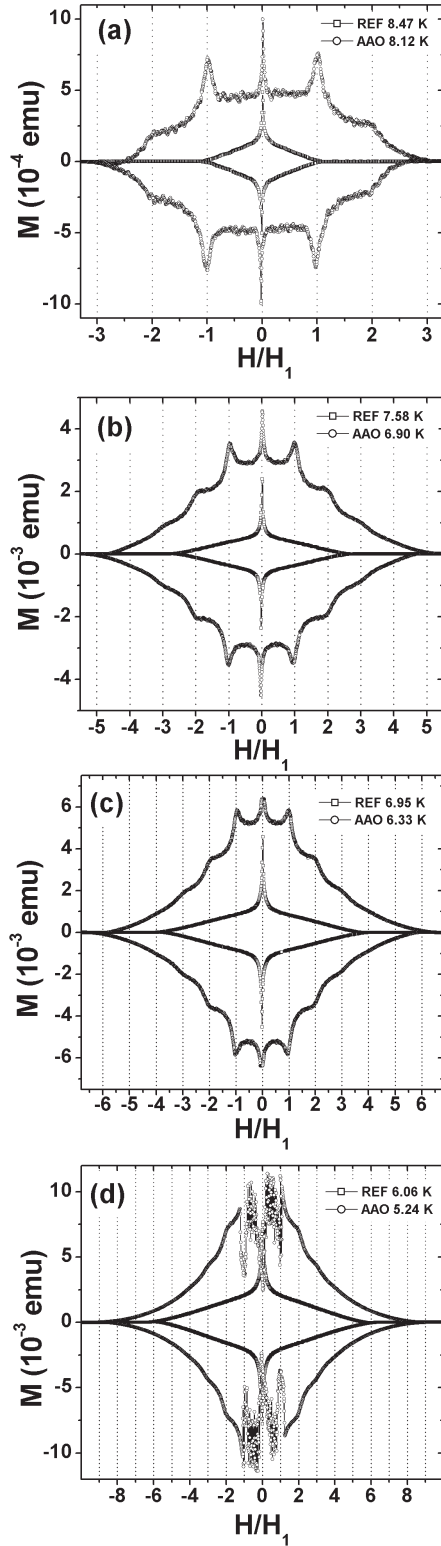 (a)
REF 8.47 K
AAO 8.12 K
M (10⁻⁴ emu)
10
5
0
-5
-10
-3 -2 -1 0 1 2 3
H/H₁
(b)
REF 7.58 K
AAO 6.90 K
M (10⁻³ emu)
4
2
0
-2
-4
-5 -4 -3 -2 -1 0 1 2 3 4 5
H/H₁
(c)
REF 6.95 K
AAO 6.33 K
M (10⁻³ emu)
6
4
2
0
-2
-4
-6
-6 -5 -4 -3 -2 -1 0 1 2 3 4 5 6
H/H₁
(d)
REF 6.06 K
AAO 5.24 K
M (10⁻³ emu)
10
5
0
-5
-10
-8 -6 -4 -2 0 2 4 6 8
H/H₁